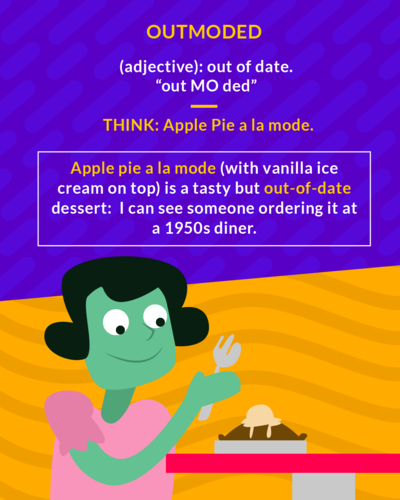 OUTMODED
(adjective): out of date.
“out MO ded”
THINK: Apple Pie a la mode.
Apple pie a la mode (with vanilla ice
cream on top) is a tasty but out-of-date
dessert:  I can see someone ordering it at
a 1950s diner.